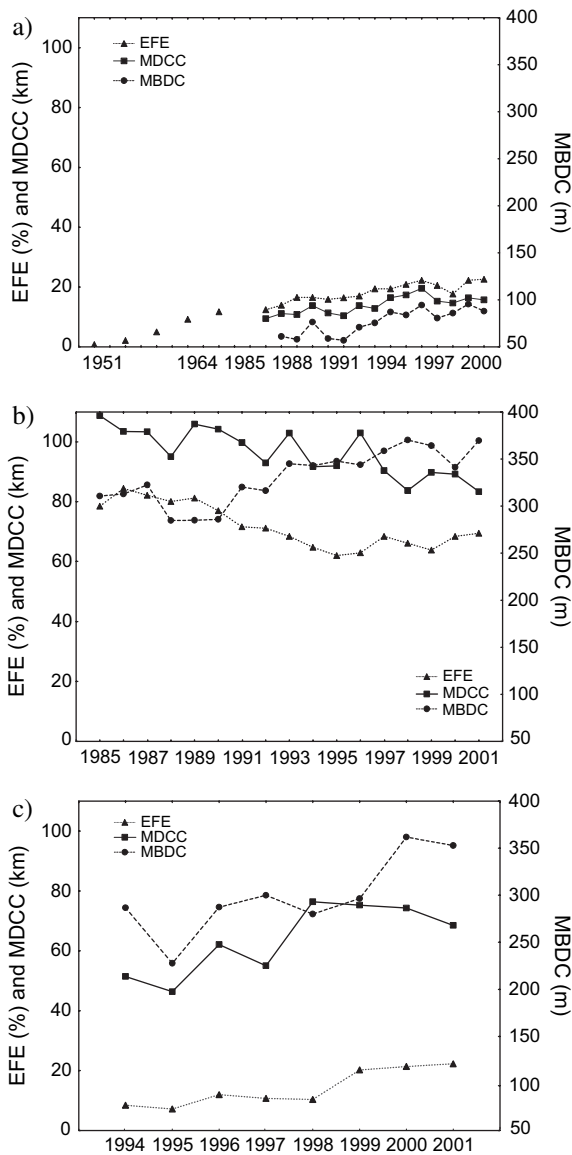 a)
EFE (%) and MDCC (km)
100
80
60
40
20
0
EFE
MDCC
MBDC
400
350
300
250
200
150
100
50
MBDC (m)
1951 1964 1985 1988 1991 1994 1997 2000
b)
EFE (%) and MDCC (km)
100
80
60
40
20
0
EFE
MDCC
MBDC
400
350
300
250
200
150
100
50
MBDC (m)
1985 1987 1989 1991 1993 1995 1997 1999 2001
c)
EFE (%) and MDCC (km)
100
80
60
40
20
0
EFE
MDCC
MBDC
400
350
300
250
200
150
100
50
MBDC (m)
1994 1995 1996 1997 1998 1999 2000 2001